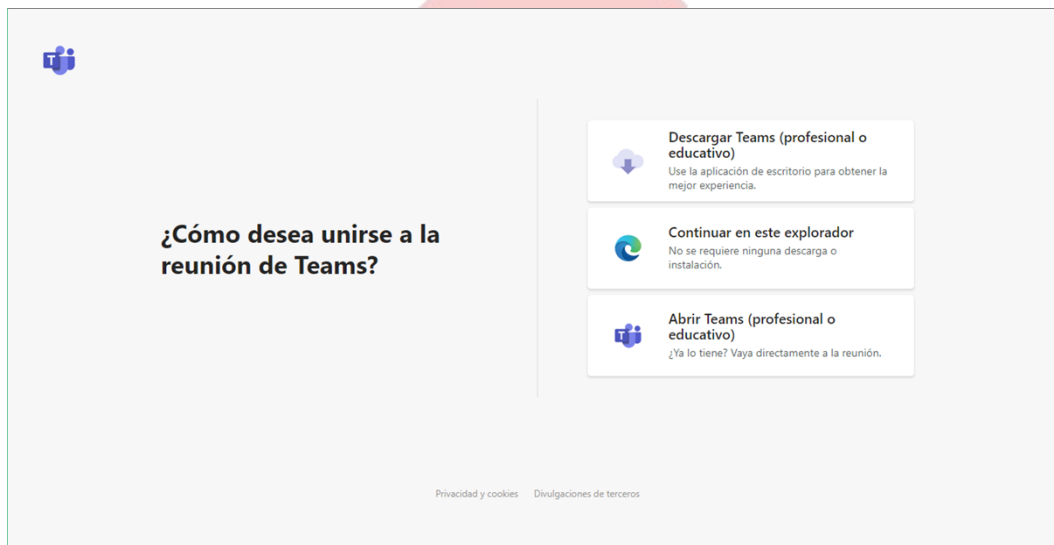 ¿Cómo desea unirse a la
reunión de Teams?
Descargar Teams (profesional o
educativo)
Use la aplicación de escritorio para obtener la
mejor experiencia.
Continuar en este explorador
No se requiere ninguna descarga o
instalación.
Abrir Teams (profesional o
educativo)
¿Ya lo tiene? Vaya directamente a la reunión.
Privacidad y cookies Divulgaciones de terceros